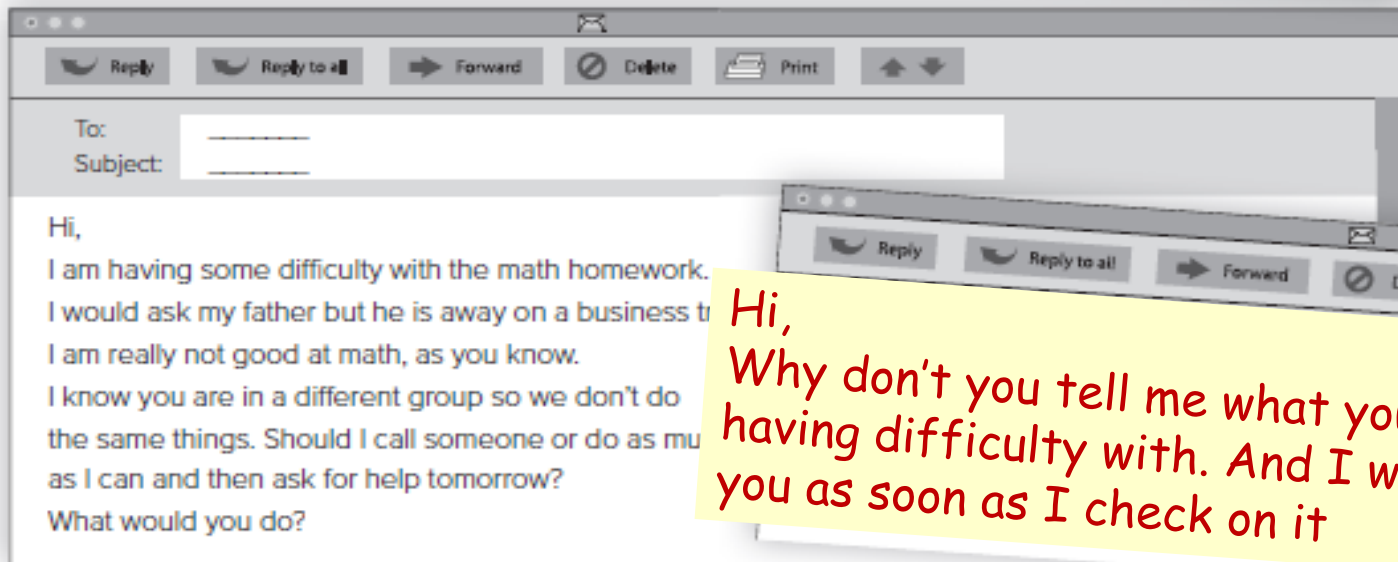 Reply Reply to all Forward Delete Print
To: _______
Subject: _______
Hi,
I am having some difficulty with the math homework.
I would ask my father but he is away on a business
I am really not good at math, as you know.
I know you are in a different group so we don't do
the same things. Should I call someone or do as
as I can and then ask for help tomorrow?
What would you do?
Reply Reply to all Forward
Hi,
Why don't you tell me what
having difficulty with. And I
you as soon as I check on it